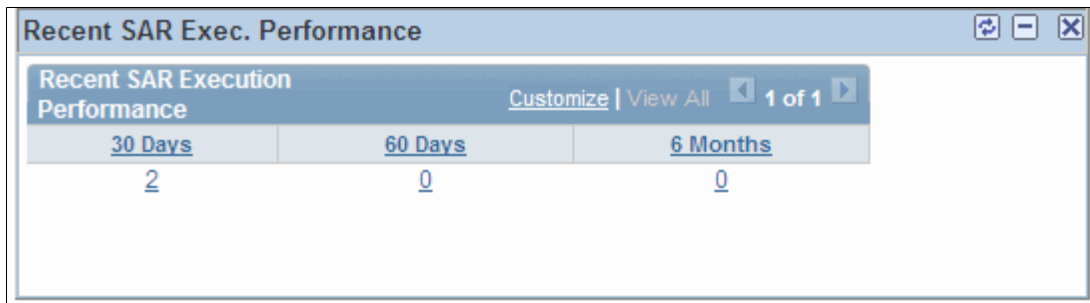 Recent SAR Exec. Performance
Recent SAR Execution
Performance
Customize | View All 1 of 1
30 Days 60 Days 6 Months
2 0 0